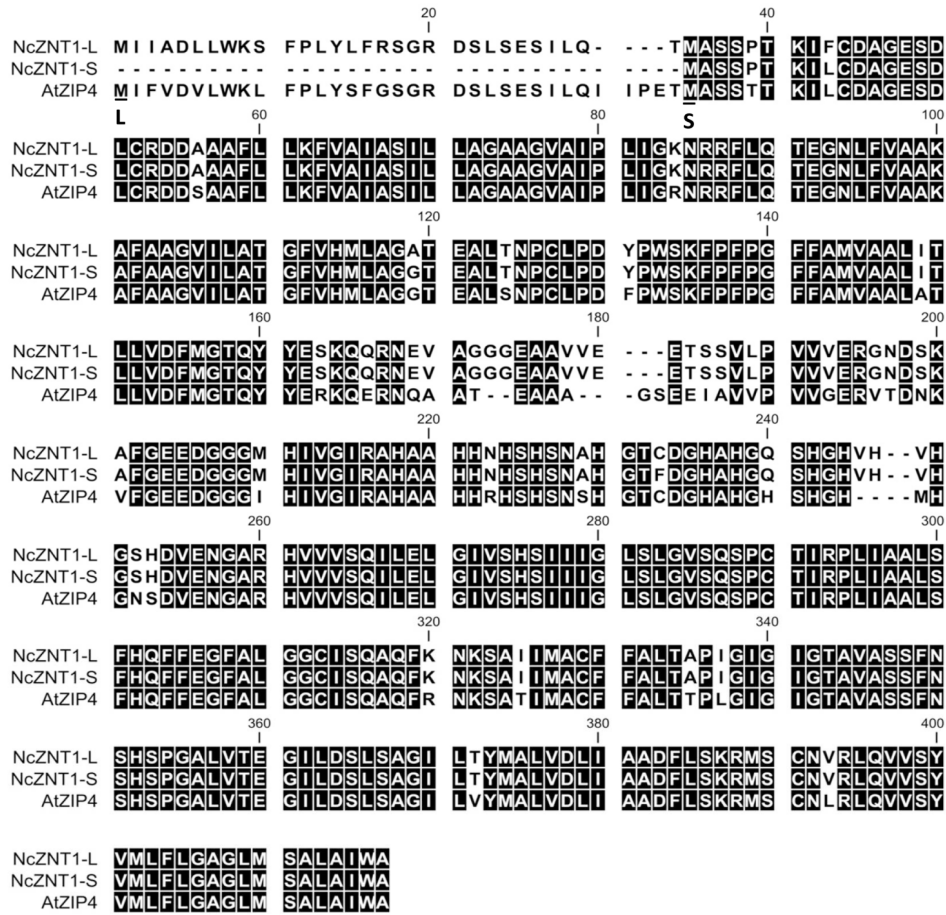 20 40
NcZNT1-L MIIADLLWKS FPLYLFRSGR DSLSESILQ- ---TMASSPT KIFCDAGESD
NcZNT1-S ---------- ---------- ---------- ----MASSPT KILCDAGESD
AtZIP4 MIFVDVLWKL FPLYSFGSGR DSLSESILQI IPETMASSTT KILCDAGESD
L S
60 80 100
NcZNT1-L LCRDDAAAFL LKFVAIASIL LAGAAGVAIP LIGKNRRFLQ TEGNLFVAAK
NcZNT1-S LCRDDAAAFL LKFVAIASIL LAGAAGVAIP LIGKNRRFLQ TEGNLFVAAK
AtZIP4 LCRDDSAAFL LKFVAIASIL LAGAAGVAIP LIGRNRRFLQ TEGNLFVAAK
120 140
NcZNT1-L AFAAGVILAT GFVHMLAGAT EALTNPCLPD YPWSKFPFPG FFAMVAALIT
NcZNT1-S AFAAGVILAT GFVHMLAGGT EALTNPCLPD YPWSKFPFPG FFAMVAALIT
AtZIP4 AFAAGVILAT GFVHMLAGGT EALSNPCLPD FPWSKFPFPG FFAMVAALAT
160 180 200
NcZNT1-L LLVDFMGTQY YESKQQRNEV AGGGEAAVVE ---ETSSVLP VVVERGNDSK
NcZNT1-S LLVDFMGTQY YESKQQRNEV AGGGEAAVVE ---ETSSVLP VVVERGNDSK
AtZIP4 LLVDFMGTQY YERKQERNQA AT--EAAA-- -GSEEIAVVP VVGERVTDNK
220 240
NcZNT1-L AFGEEDGGGM HIVGIRAHAA HHNHSHSNAH GTCDGHAHGQ SHGHVH--VH
NcZNT1-S AFGEEDGGGM HIVGIRAHAA HHNHSHSNAH GTFDGHAHGQ SHGHVH--VH
AtZIP4 VFGEEDGGGI HIVGIRAHAA HHRHSHSNSH GTCDGHAHGH SHGH----MH
260 280 300
NcZNT1-L GSHDVENGAR HVVVSQILEL GIVSHSIIIG LSLGVSQSPC TIRPLIAALS
NcZNT1-S GSHDVENGAR HVVVSQILEL GIVSHSIIIG LSLGVSQSPC TIRPLIAALS
AtZIP4 GNSDVENGAR HVVVSQILEL GIVSHSIIIG LSLGVSQSPC TIRPLIAALS
320 340
NcZNT1-L FHQFFEGFAL GGCISQAQFK NKSAIIMACF FALTAPIGIG IGTAVASSFN
NcZNT1-S FHQFFEGFAL GGCISQAQFK NKSAIIMACF FALTAPIGIG IGTAVASSFN
AtZIP4 FHQFFEGFAL GGCISQAQFR NKSATIMACF FALTTPLGIG IGTAVASSFN
360 380 400
NcZNT1-L SHSPGALVTE GILDSLSAGI LTYMALVDLI AADFLSKRMS CNVRLQVVSY
NcZNT1-S SHSPGALVTE GILDSLSAGI LTYMALVDLI AADFLSKRMS CNVRLQVVSY
AtZIP4 SHSPGALVTE GILDSLSAGI LVYMALVDLI AADFLSKRMS CNLRLQVVSY
NcZNT1-L VMLFLGAGLM SALAIWA
NcZNT1-S VMLFLGAGLM SALAIWA
AtZIP4 VMLFLGAGLM SALAIWA